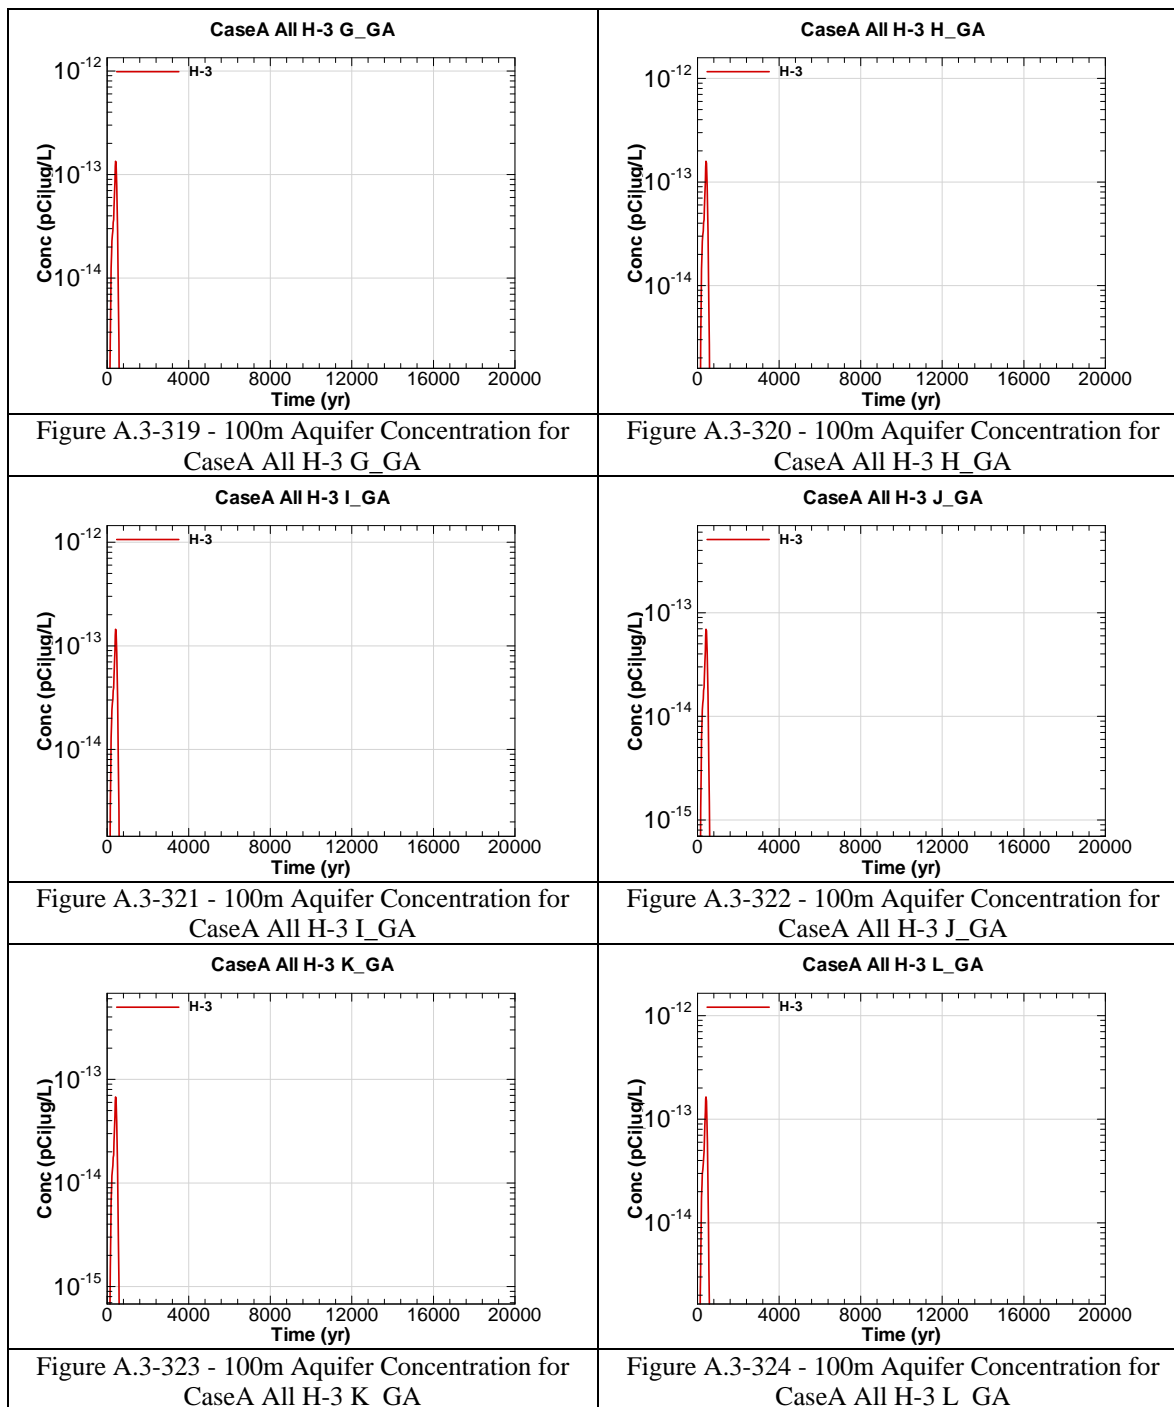 CaseA All H-3 G_GA
10-12
H-3
10-13
10-14
Conc (pCi|ug/L)
0 4000 8000 12000 16000 20000
Time (yr)
Figure A.3-319 - 100m Aquifer Concentration for
CaseA All H-3 G_GA
CaseA All H-3 H_GA
10-12
H-3
10-13
10-14
Conc (pCi|ug/L)
0 4000 8000 12000 16000 20000
Time (yr)
Figure A.3-320 - 100m Aquifer Concentration for
CaseA All H-3 H_GA
CaseA All H-3 I_GA
10-12
H-3
10-13
10-14
Conc (pCi|ug/L)
0 4000 8000 12000 16000 20000
Time (yr)
Figure A.3-321 - 100m Aquifer Concentration for
CaseA All H-3 I_GA
CaseA All H-3 J_GA
H-3
10-13
10-14
10-15
Conc (pCi|ug/L)
0 4000 8000 12000 16000 20000
Time (yr)
Figure A.3-322 - 100m Aquifer Concentration for
CaseA All H-3 J_GA
CaseA All H-3 K_GA
H-3
10-13
10-14
10-15
Conc (pCi|ug/L)
0 4000 8000 12000 16000 20000
Time (yr)
Figure A.3-323 - 100m Aquifer Concentration for
CaseA All H-3 K_GA
CaseA All H-3 L_GA
10-12
H-3
10-13
10-14
Conc (pCi|ug/L)
0 4000 8000 12000 16000 20000
Time (yr)
Figure A.3-324 - 100m Aquifer Concentration for
CaseA All H-3 L_GA